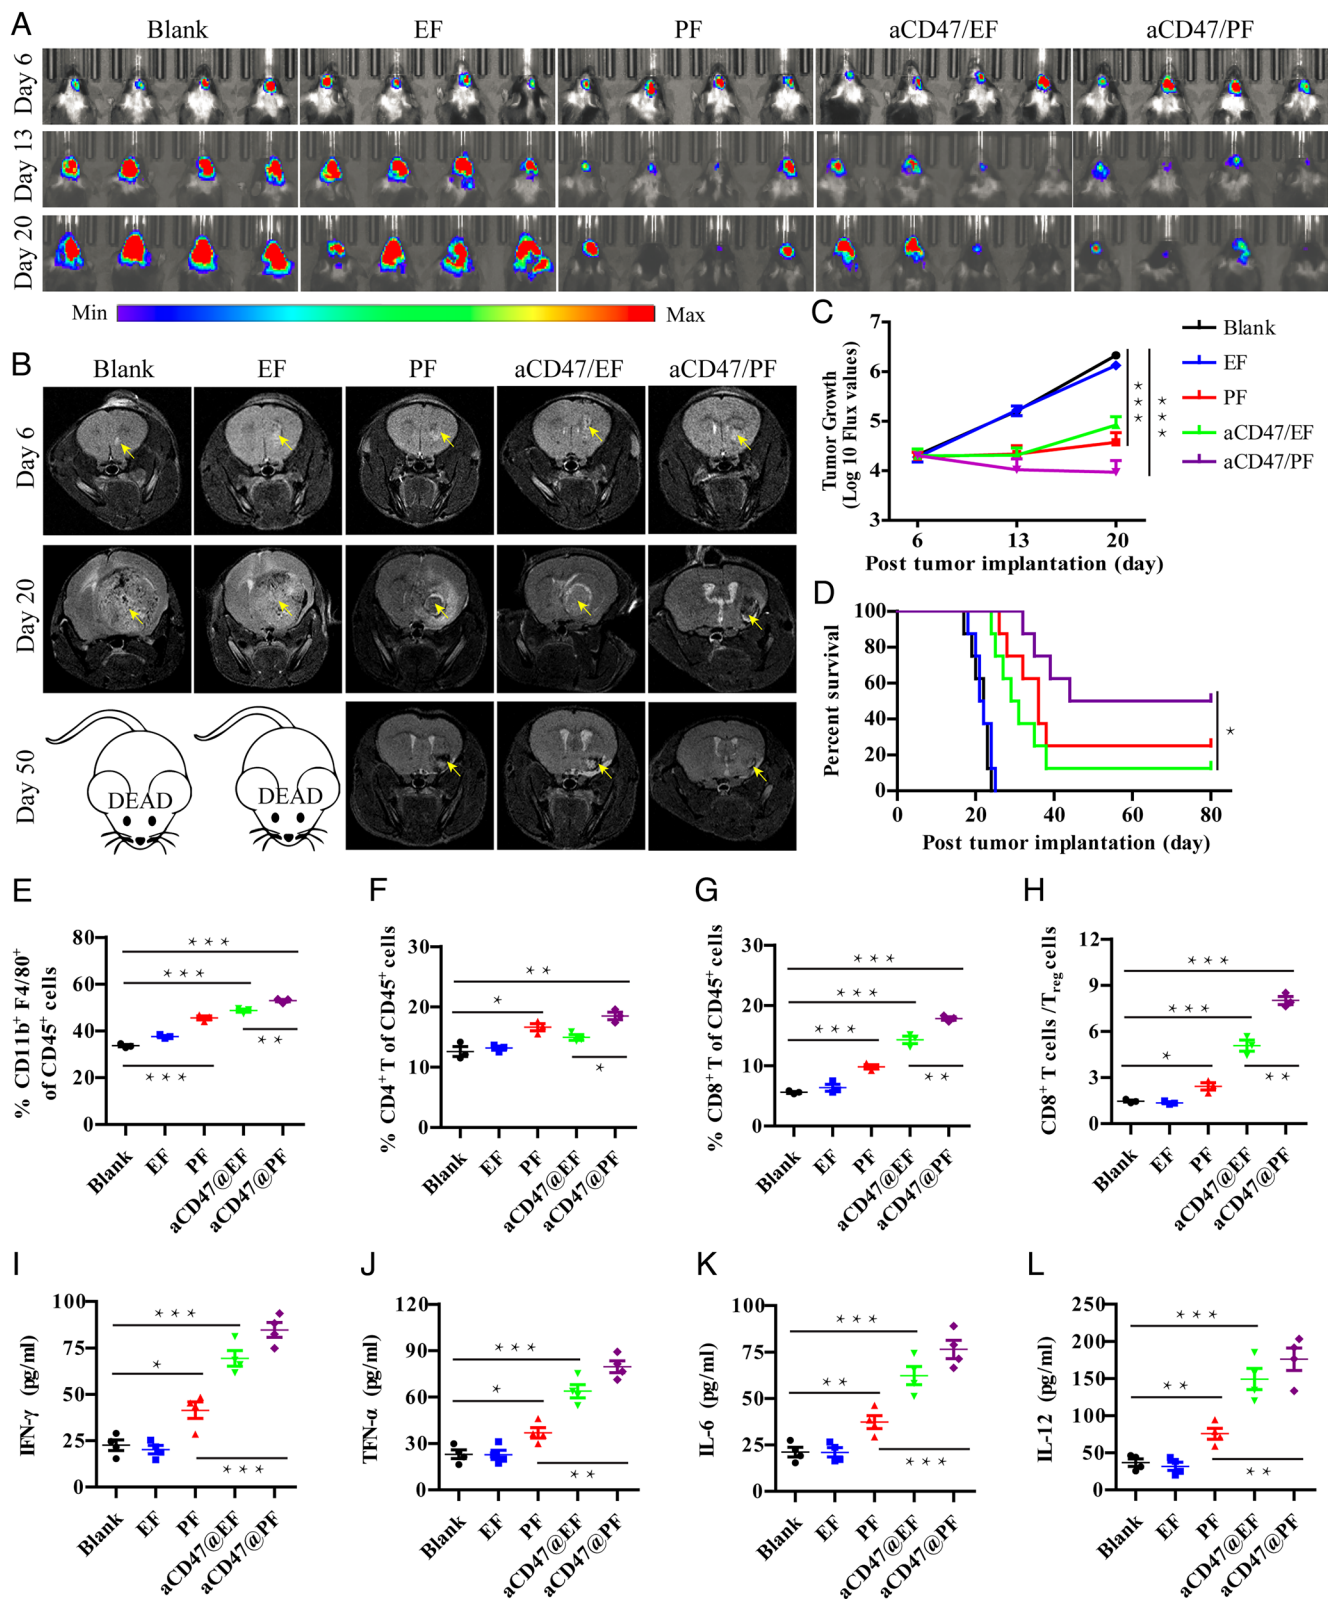 A
Blank EF PF aCD47/EF aCD47/PF
Day 6
Day 13
Day 20
Min Max
B
Blank EF PF aCD47/EF aCD47/PF
Day 6
Day 20
Day 50
DEAD DEAD
C
Tumor Growth
(Log 10 Flux values)
7
6
5
4
3
6 13 20
Post tumor implantation (day)
* * *
* * *
Blank
EF
PF
aCD47/EF
aCD47/PF
D
Percent survival
100
80
60
40
20
0
0 20 40 60 80
Post tumor implantation (day)
*
E
% CD11b+ F4/80+
of CD45+ cells
80
60
40
20
0
* * *
* * *
* *
* * *
Blank EF PF aCD47@EF aCD47@PF
F
% CD4+ T of CD45+ cells
30
20
10
0
* *
*
*
Blank EF PF aCD47@EF aCD47@PF
G
% CD8+ T of CD45+ cells
30
20
10
0
* * *
* * *
* * *
* *
Blank EF PF aCD47@EF aCD47@PF
H
CD8+ T cells /Treg cells
12
9
6
3
0
* * *
* * *
*
* *
Blank EF PF aCD47@EF aCD47@PF
I
IFN-γ (pg/ml)
100
75
50
25
0
* * *
*
* * *
Blank EF PF aCD47@EF aCD47@PF
J
TFN-α (pg/ml)
120
90
60
30
0
* * *
*
* *
Blank EF PF aCD47@EF aCD47@PF
K
IL-6 (pg/ml)
100
75
50
25
0
* * *
* *
* * *
Blank EF PF aCD47@EF aCD47@PF
L
IL-12 (pg/ml)
250
200
150
100
50
0
* * *
* *
* *
Blank EF PF aCD47@EF aCD47@PF